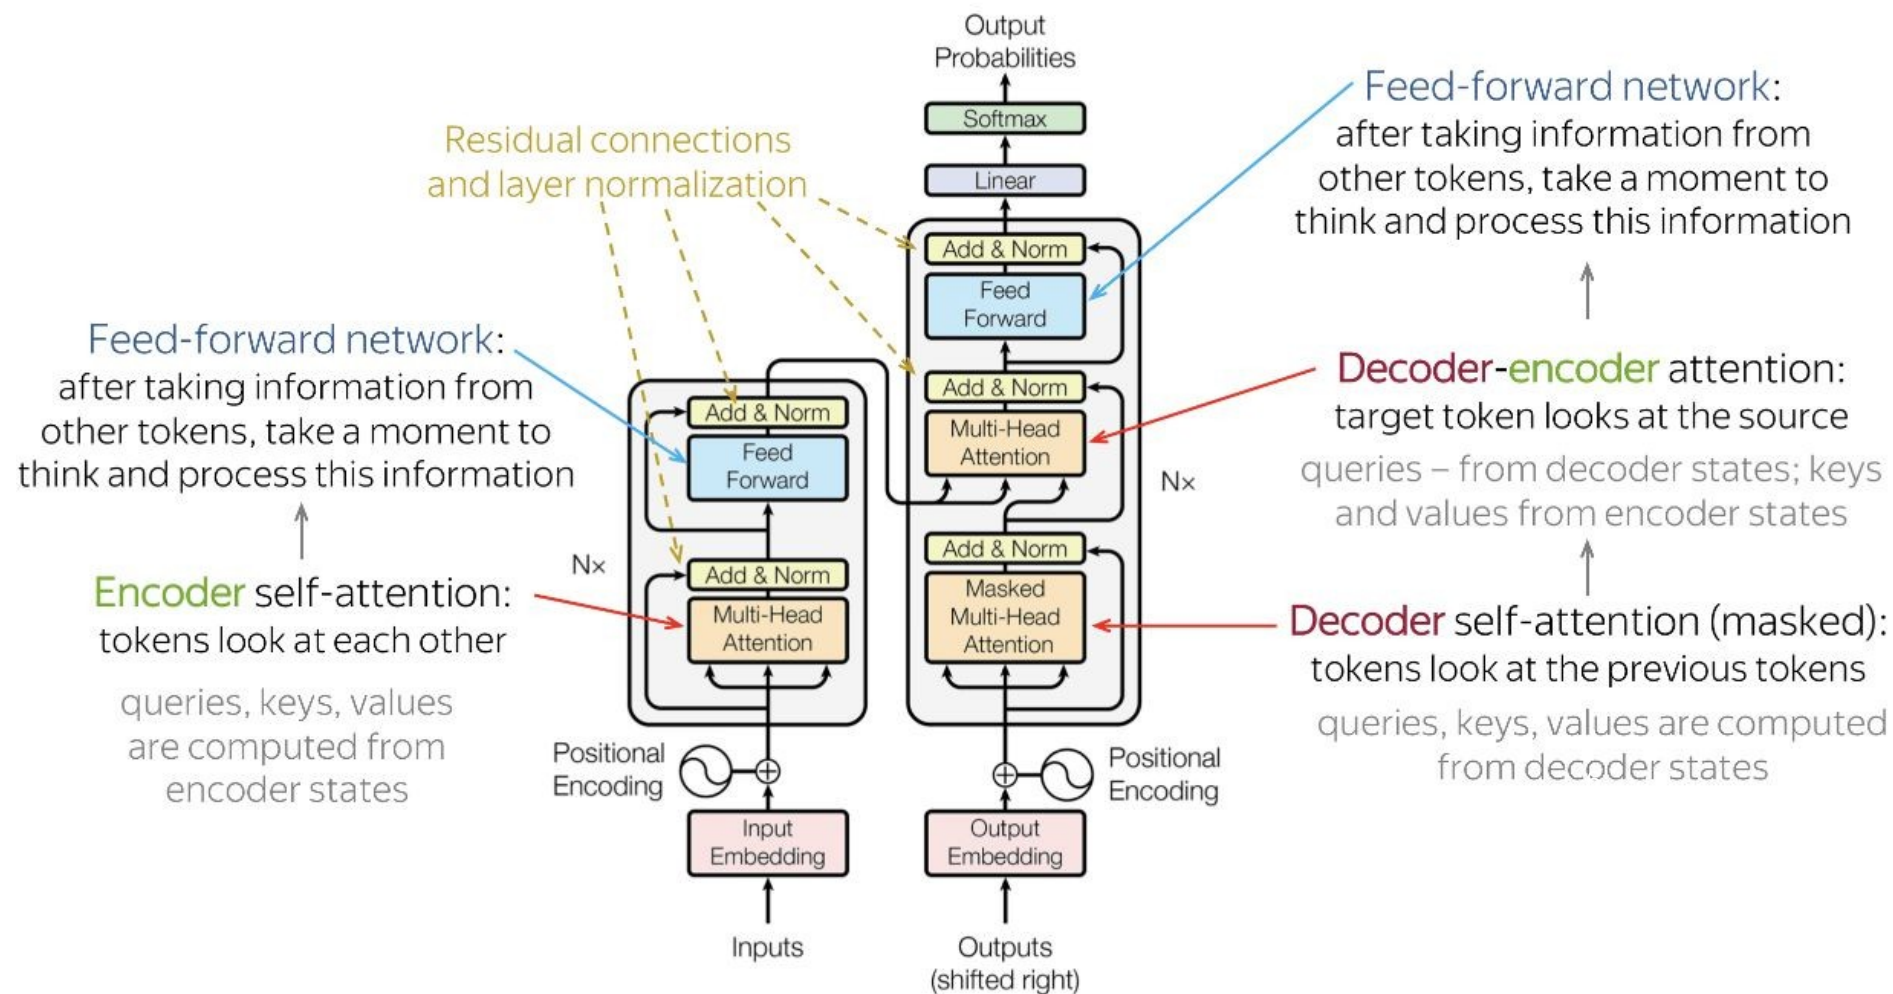 Output
Probabilities
Softmax
Linear
Add & Norm
Feed
Forward
Add & Norm
Multi-Head
Attention
Nx
Add & Norm
Masked
Multi-Head
Attention
Positional
Encoding
Output
Embedding
Outputs
(shifted right)
Residual connections
and layer normalization
Add & Norm
Feed
Forward
Nx
Add & Norm
Multi-Head
Attention
Positional
Encoding
Input
Embedding
Inputs
Feed-forward network:
after taking information from
other tokens, take a moment to
think and process this information
Encoder self-attention:
tokens look at each other
queries, keys, values
are computed from
encoder states
Feed-forward network:
after taking information from
other tokens, take a moment to
think and process this information
Decoder-encoder attention:
target token looks at the source
queries – from decoder states; keys
and values from encoder states
Decoder self-attention (masked):
tokens look at the previous tokens
queries, keys, values are computed
from decoder states